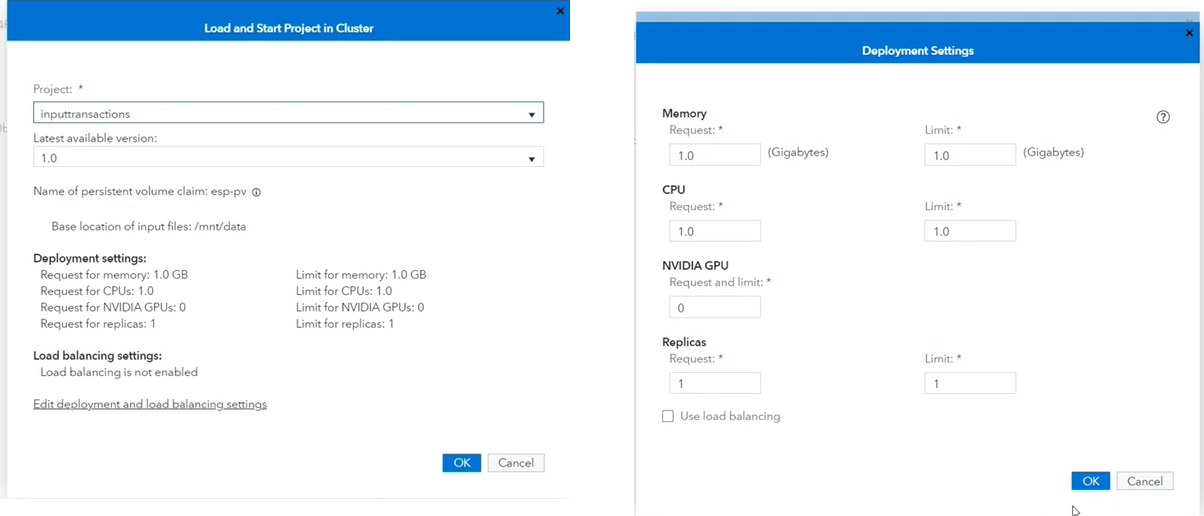 Load and Start Project in Cluster
Project: *
inputtransactions
Latest available version:
1.0
Name of persistent volume claim: esp-pv
Base location of input files: /mnt/data
Deployment settings:
Request for memory: 1.0 GB Limit for memory: 1.0 GB
Request for CPUs: 1.0 Limit for CPUs: 1.0
Request for NVIDIA GPUs: 0 Limit for NVIDIA GPUs: 0
Request for replicas: 1 Limit for replicas: 1
Load balancing settings:
Load balancing is not enabled
Edit deployment and load balancing settings
OK Cancel
Deployment Settings
Memory
Request: * Limit: *
1.0 (Gigabytes) 1.0 (Gigabytes)
CPU
Request: * Limit: *
1.0 1.0
NVIDIA GPU
Request and limit: *
0
Replicas
Request: * Limit: *
1 1
Use load balancing
OK Cancel